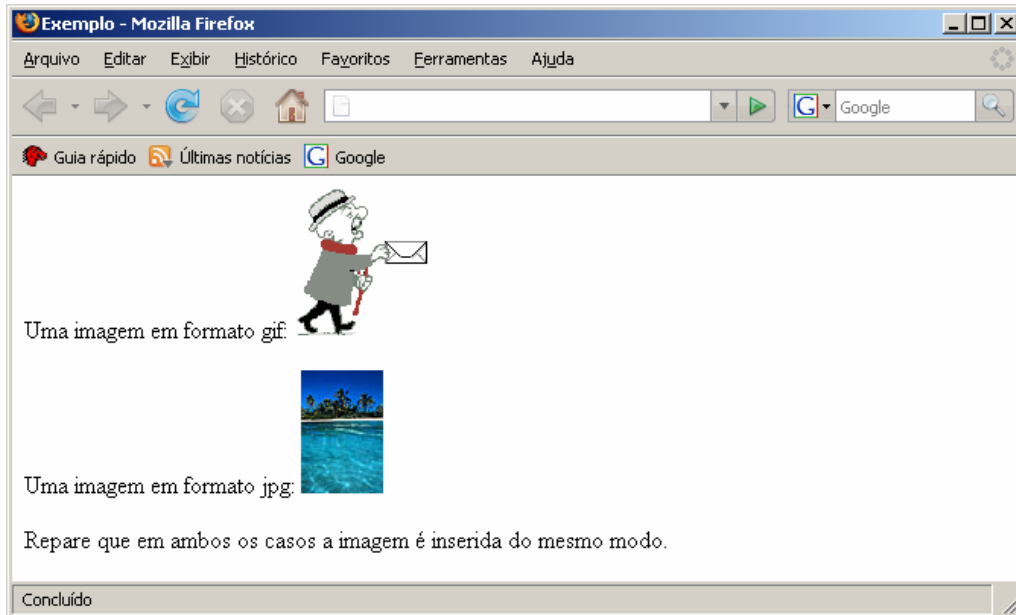 Exemplo - Mozilla Firefox
Arquivo Editar Exibir Histórico Favoritos Ferramentas Ajuda
G Google
Guia rápido Últimas notícias G Google
Uma imagem em formato gif:
Uma imagem em formato jpg:
Repare que em ambos os casos a imagem é inserida do mesmo modo.
Concluído